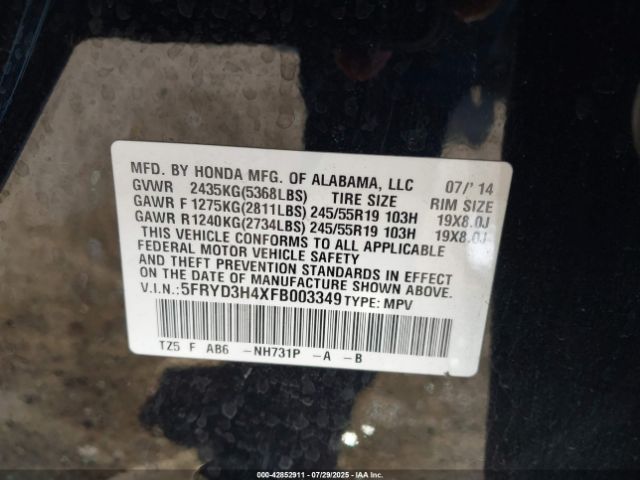 MFD. BY HONDA MFG. OF ALABAMA, LLC 07/' 14
GVWR 2435KG(5368LBS) TIRE SIZE RIM SIZE
GAWR F 1275KG(2811LBS) 245/55R19 103H 19X8.0J
GAWR R 1240KG(2734LBS) 245/55R19 103H 19X8.0J
THIS VEHICLE CONFORMS TO ALL APPLICABLE
FEDERAL MOTOR VEHICLE SAFETY
AND THEFT PREVENTION STANDARDS IN EFFECT
ON THE DATE OF MANUFACTURE SHOWN ABOVE.
V.I.N.:5FRYD3H4XFB003349 TYPE: MPV
TZ5 F AB6 -NH731P -A -B
000-42852911 - 07/29/2025 - IAAI.COM